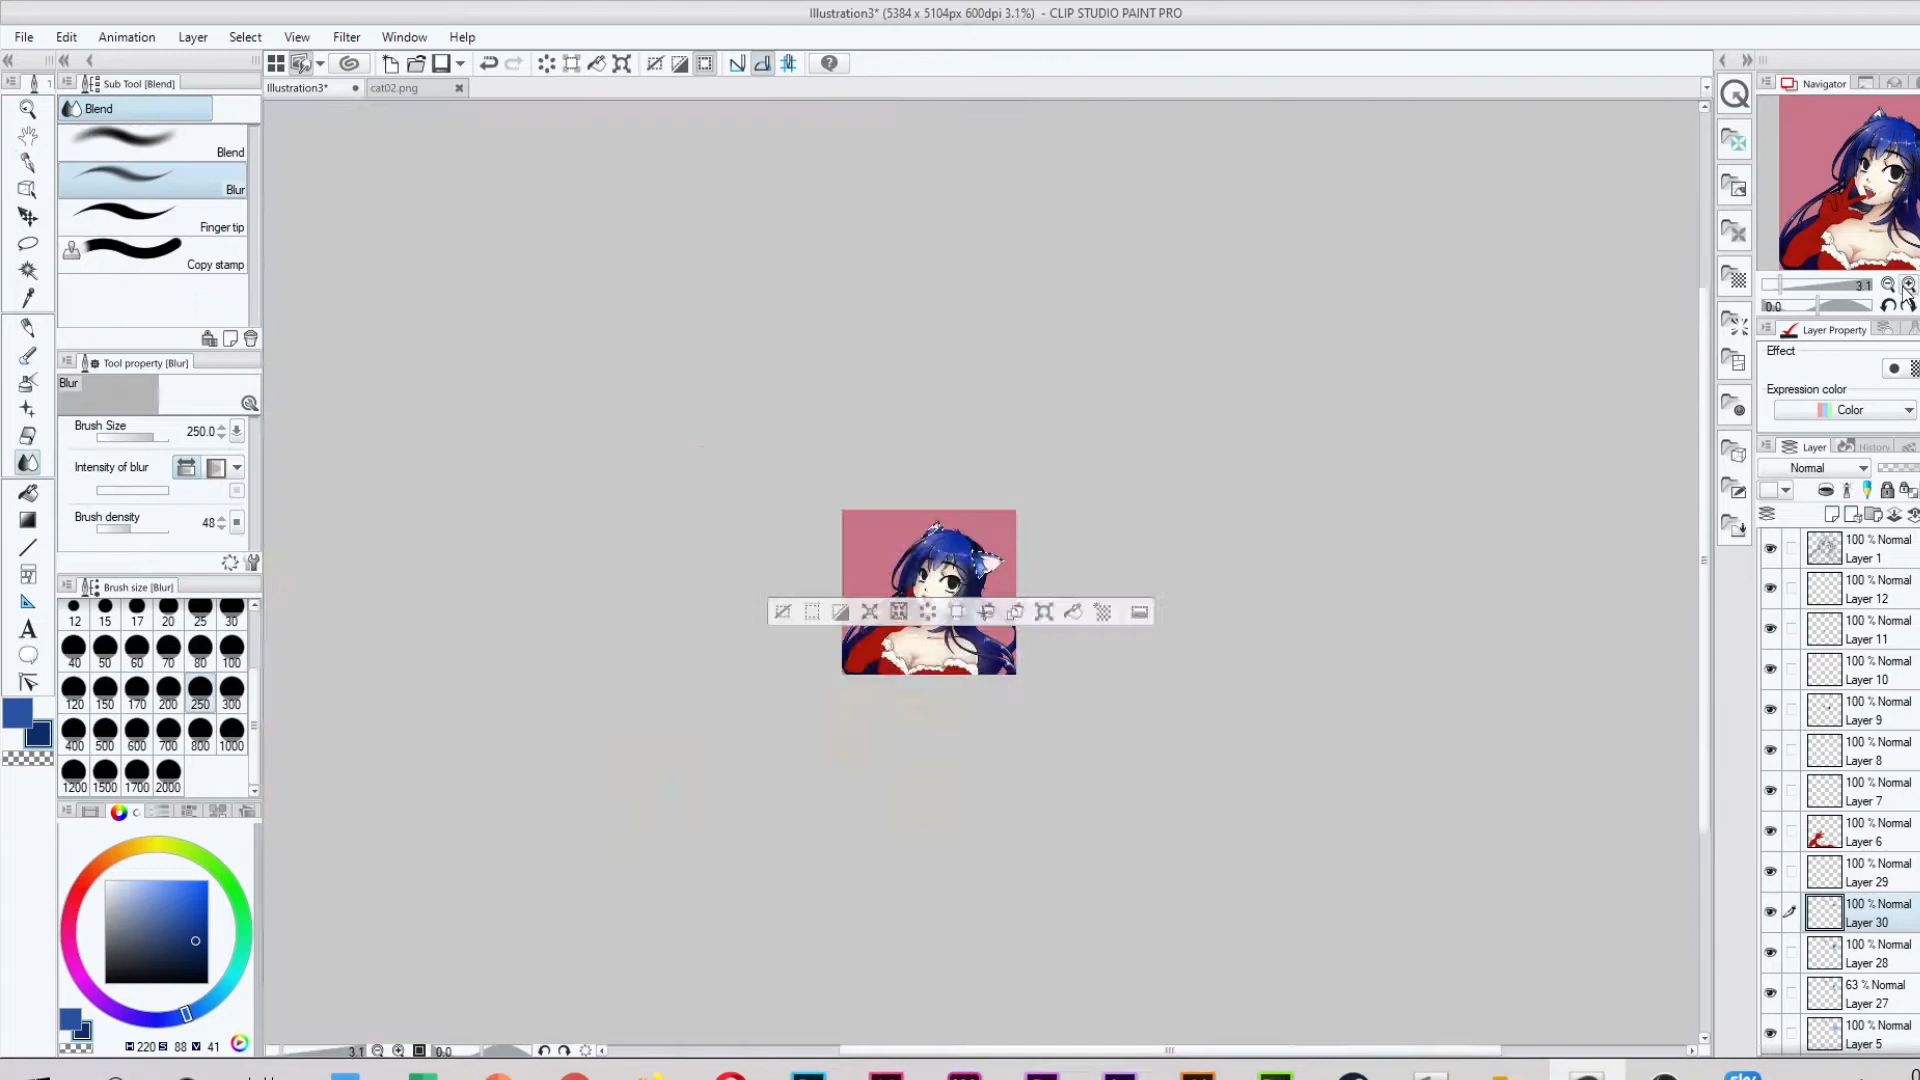 Illustration3* (5384 x 5104px 600dpi 3.1%) - CLIP STUDIO PAINT PRO
File Edit Animation Layer Select View Filter Window Help
Sub Tool [Blend]
Illustration3* cat02.png
Navigator
Blend
Blend
Blur
Finger tip
Copy stamp
3.1
0.0
Layer Property
Effect
Expression color
Color
Tool property [Blur]
Blur
Brush Size 250.0
Intensity of blur
Brush density 48
Layer History
Normal
Brush size [Blur]
12 15 17 20 25 30
40 50 60 70 80 100
120 150 170 200 250 300
400 500 600 700 800 1000
1200 1500 1700 2000
100 % Normal
Layer 1
100 % Normal
Layer 12
100 % Normal
Layer 11
100 % Normal
Layer 10
100 % Normal
Layer 9
100 % Normal
Layer 8
100 % Normal
Layer 7
100 % Normal
Layer 6
100 % Normal
Layer 29
100 % Normal
Layer 30
100 % Normal
Layer 28
63 % Normal
Layer 27
100 % Normal
Layer 5
H 220 S 88 V 41
3.1 0.0
sky